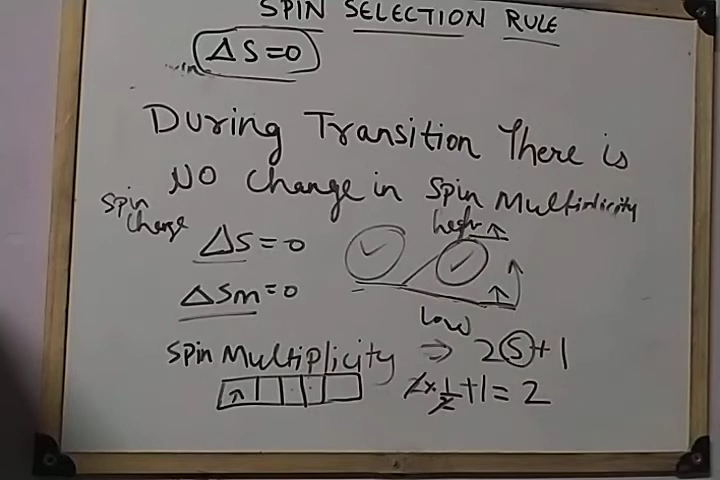 SPIN SELECTION RULE
ΔS=0
During Transition There is
NO change in Spin Multiplicity
Spin
Charge
ΔS=0
high ↑
ΔSm=0
↑
Low
Spin Multiplicity ⇒ 2S+1
↑
2×1/2+1=2